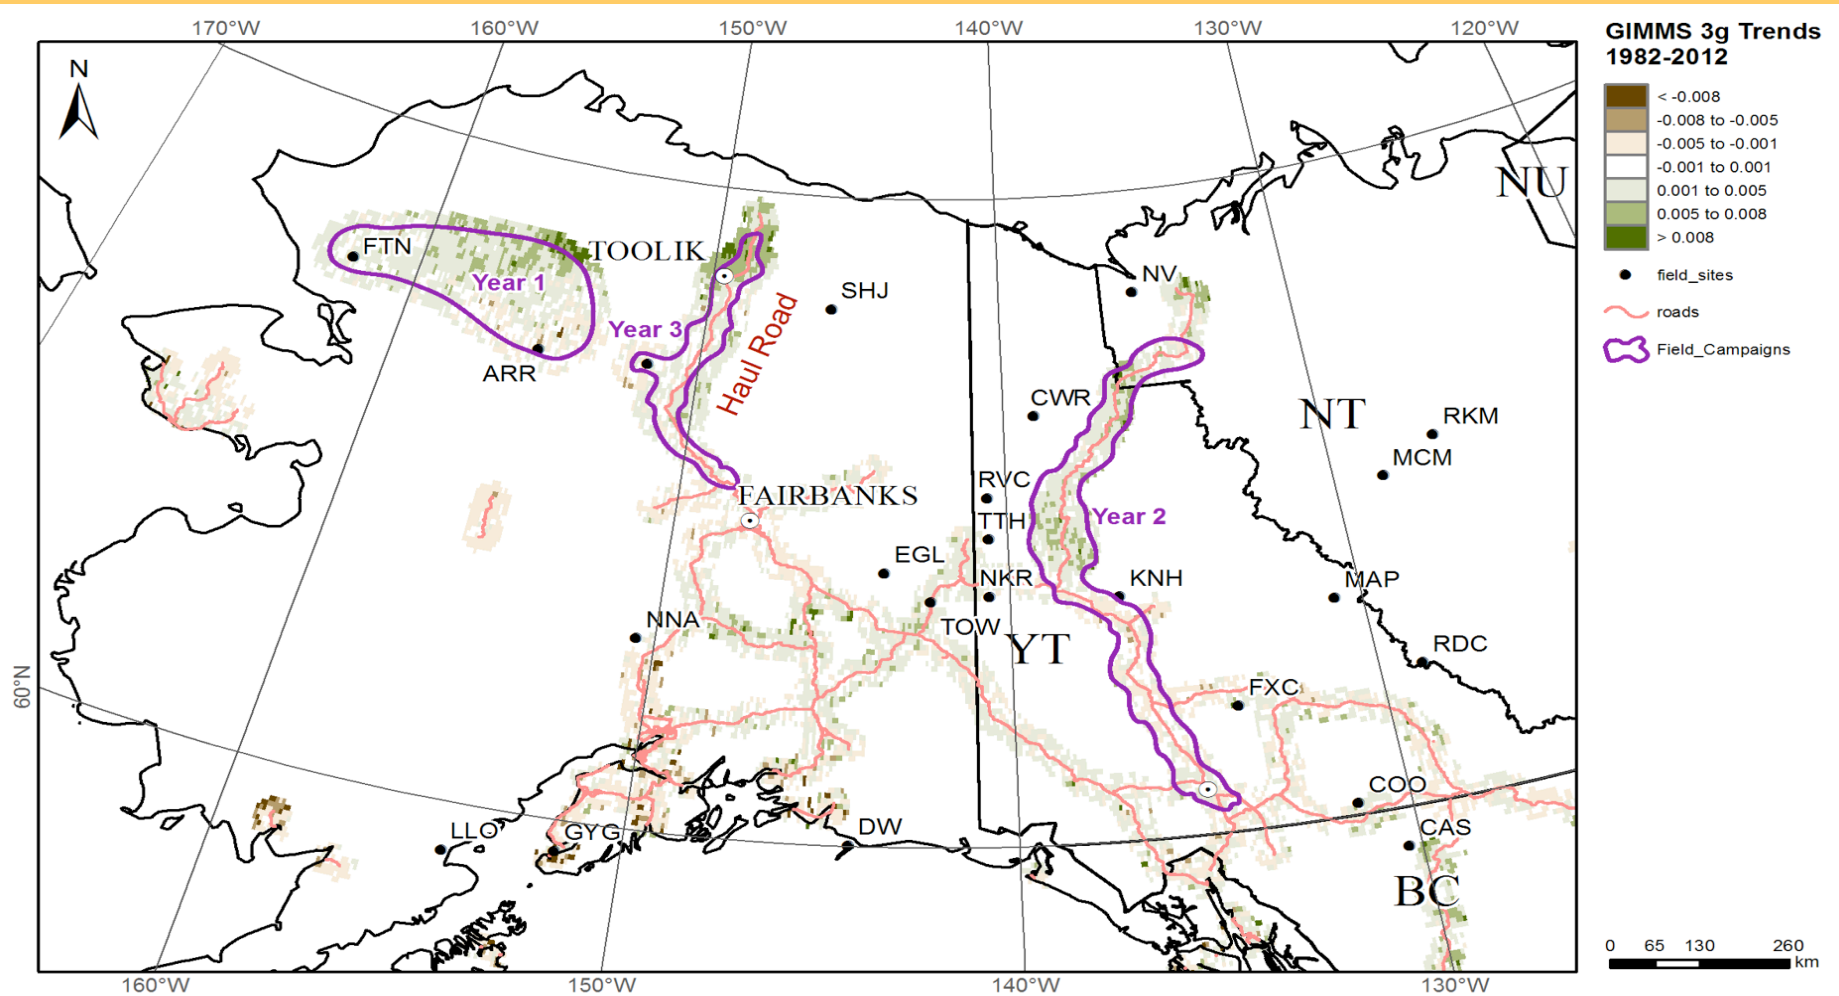 170°W 160°W 150°W 140°W 130°W 120°W
GIMMS 3g Trends
1982-2012
N
< -0.008
-0.008 to -0.005
-0.005 to -0.001
-0.001 to 0.001
0.001 to 0.005
0.005 to 0.008
> 0.008
field_sites
roads
Field_Campaigns
NU
FTN
TOOLIK
Year 1
NV
SHJ
Year 3
Haul Road
ARR
CWR
NT
RKM
MCM
RVC
FAIRBANKS
TTH
Year 2
EGL
NKR
KNH
MAP
NNA
TOW
YT
RDC
60°N
FXC
COO
LLO
GYG
DW
CAS
BC
0 65 130 260
km
160°W 150°W 140°W 130°W